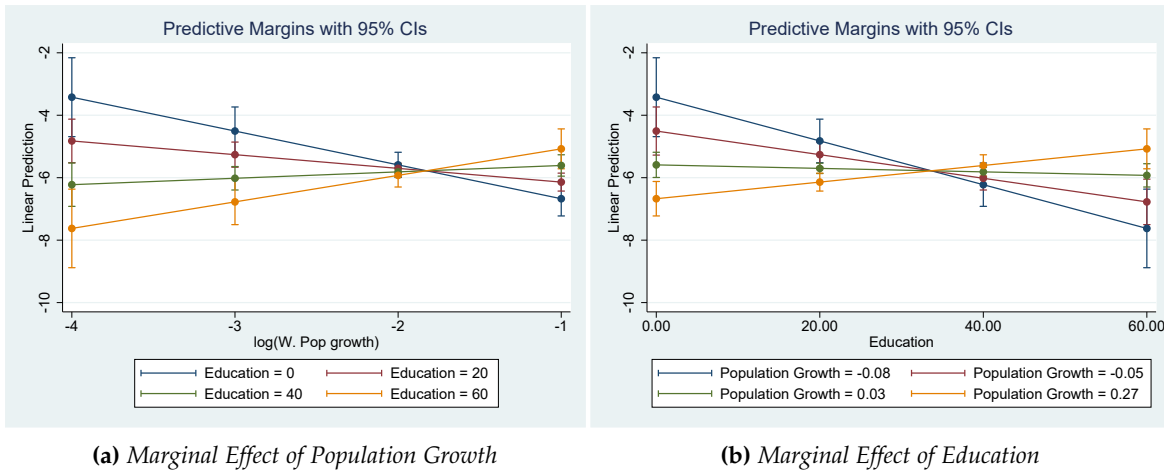 Predictive Margins with 95% CIs
Linear Prediction
-2
-4
-6
-8
-10
-4 -3 -2 -1
log(W. Pop growth)
Education = 0 Education = 20
Education = 40 Education = 60
(a) Marginal Effect of Population Growth
Predictive Margins with 95% CIs
Linear Prediction
-2
-4
-6
-8
-10
0.00 20.00 40.00 60.00
Education
Population Growth = -0.08 Population Growth = -0.05
Population Growth = 0.03 Population Growth = 0.27
(b) Marginal Effect of Education